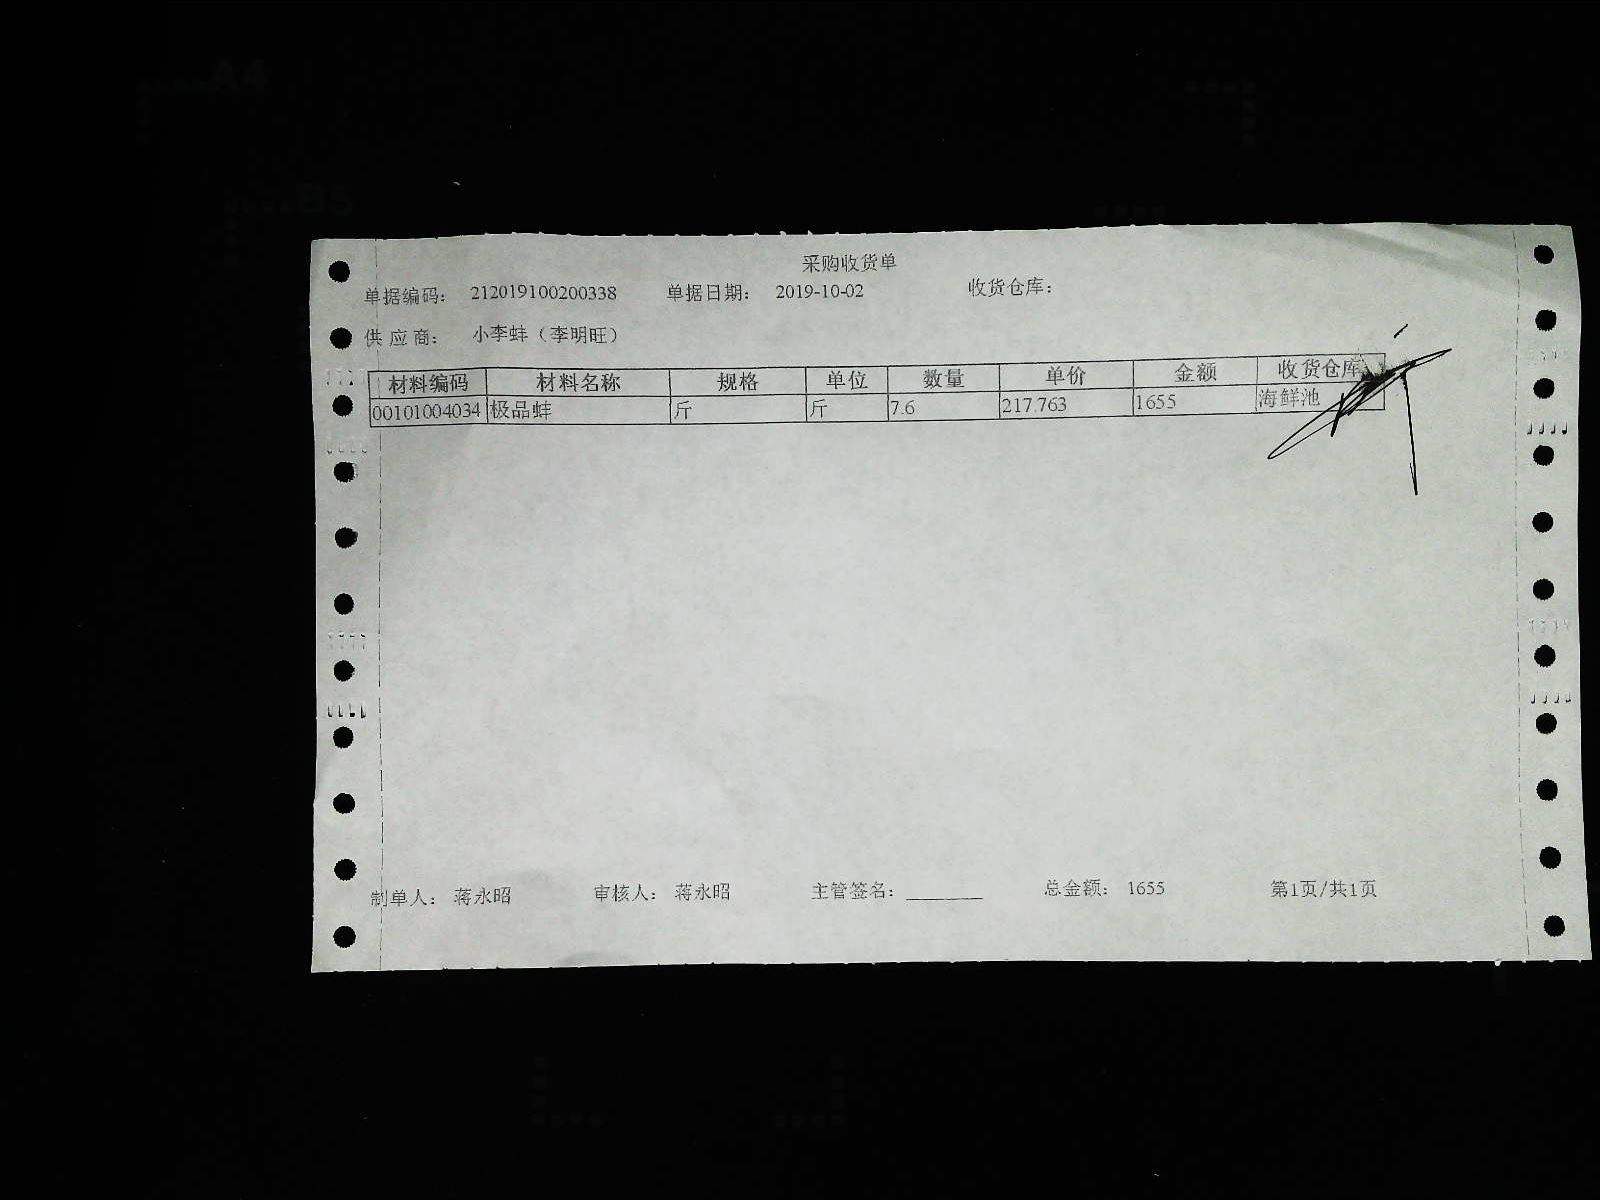 采购收货单
单据编码： 212019100200338 单据日期： 2019-10-02 收货仓库：
供 应 商： 小李蚌（李明旺）
材料编码 材料名称 规格 单位 数量 单价 金额 收货仓库
00101004034 极品蚌 斤 斤 7.6 217.763 1655 海鲜池
制单人： 蒋永昭 审核人： 蒋永昭 主管签名：________ 总金额： 1655 第1页/共1页